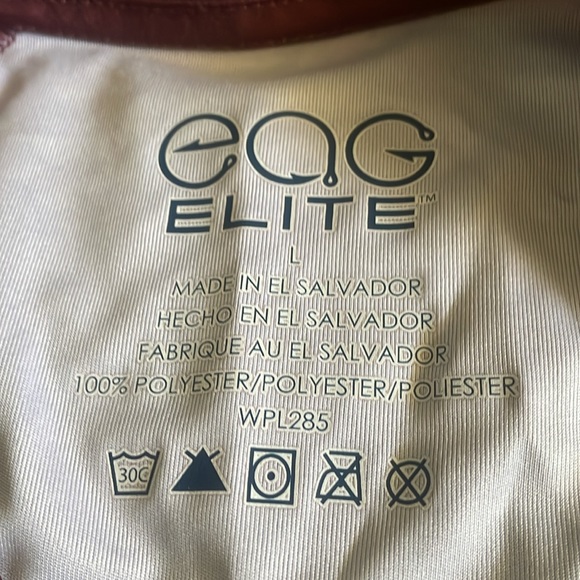 eag
ELITE™
L
MADE IN EL SALVADOR
HECHO EN EL SALVADOR
FABRIQUE AU EL SALVADOR
100% POLYESTER/POLYESTER/POLIESTER
WPL285
30C